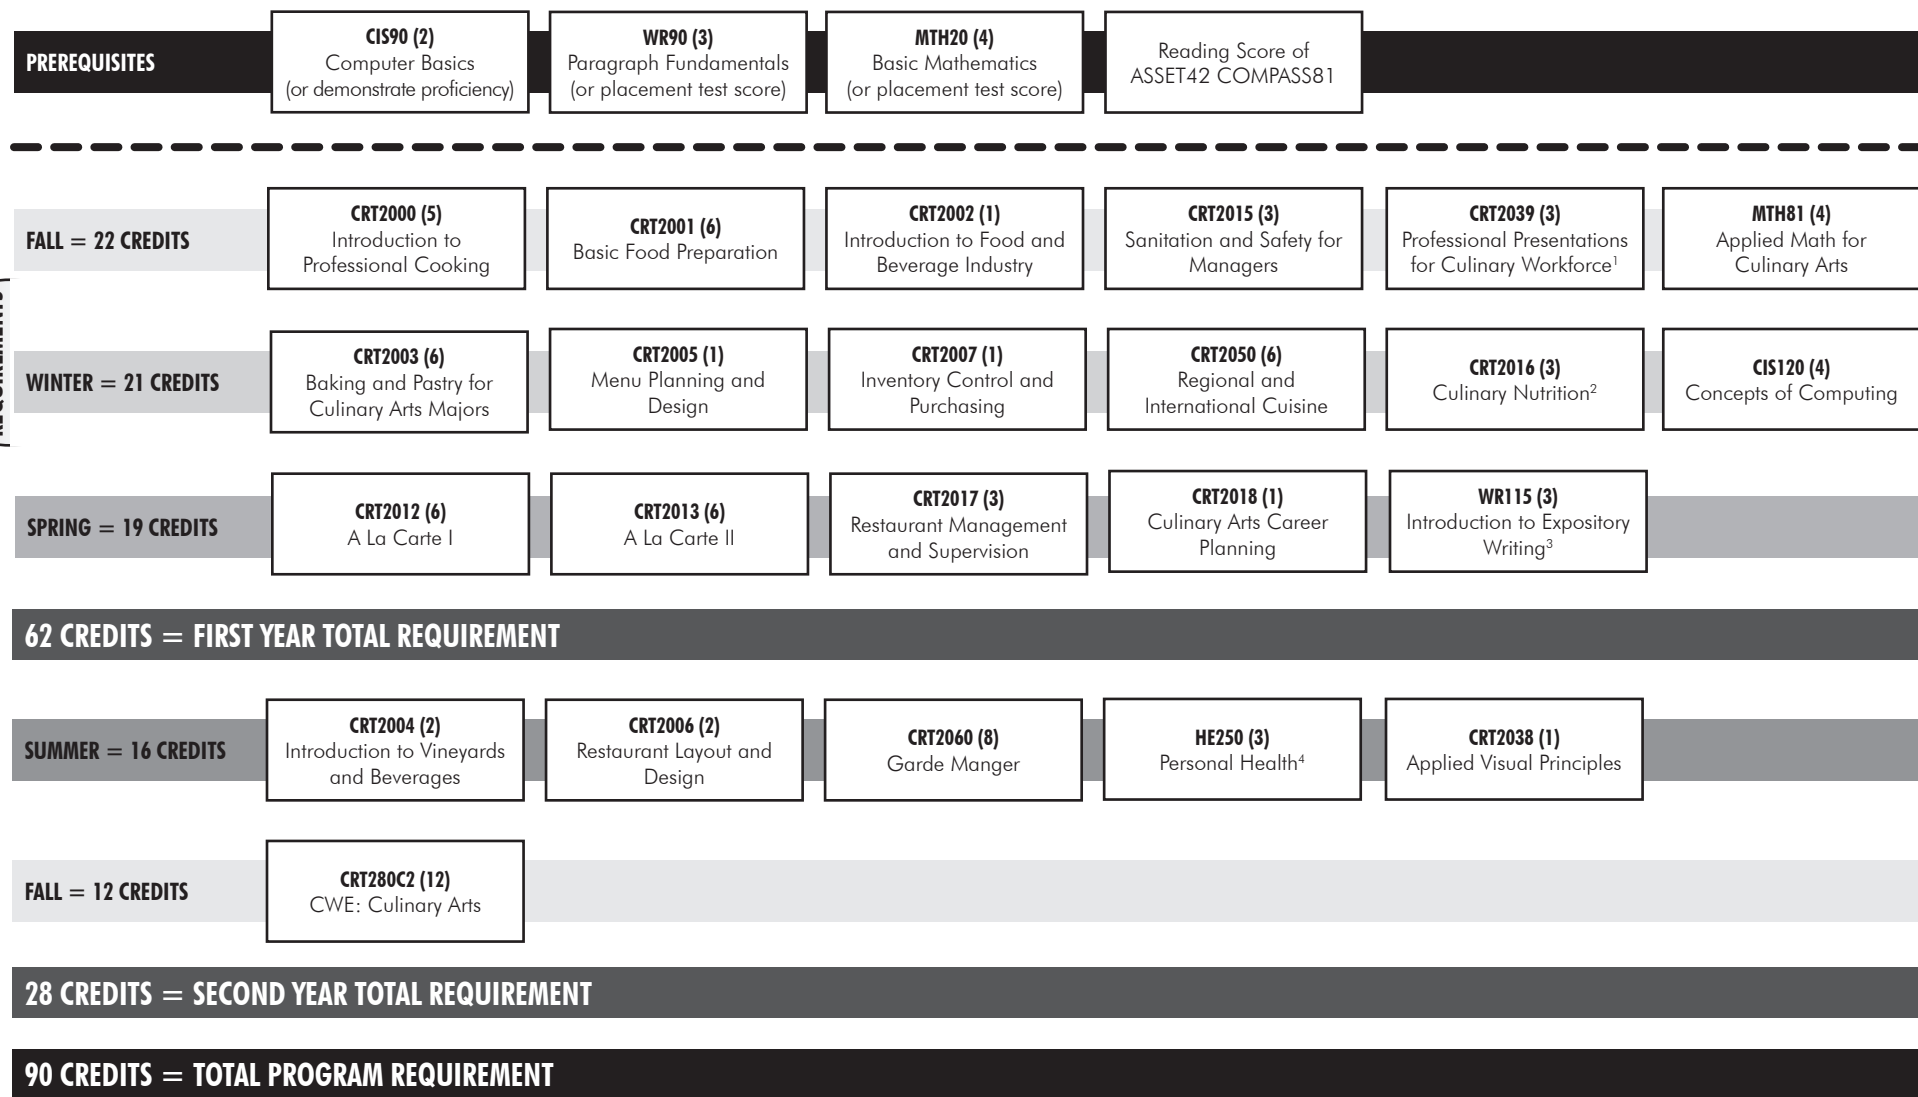 PREREQUISITES
CIS90 (2)
Computer Basics
(or demonstrate proficiency)
WR90 (3)
Paragraph Fundamentals
(or placement test score)
MTH20 (4)
Basic Mathematics
(or placement test score)
Reading Score of
ASSET42 COMPASS81
FALL = 22 CREDITS
CRT2000 (5)
Introduction to
Professional Cooking
CRT2001 (6)
Basic Food Preparation
CRT2002 (1)
Introduction to Food and
Beverage Industry
CRT2015 (3)
Sanitation and Safety for
Managers
CRT2039 (3)
Professional Presentations
for Culinary Workforce¹
MTH81 (4)
Applied Math for
Culinary Arts
WINTER = 21 CREDITS
CRT2003 (6)
Baking and Pastry for
Culinary Arts Majors
CRT2005 (1)
Menu Planning and
Design
CRT2007 (1)
Inventory Control and
Purchasing
CRT2050 (6)
Regional and
International Cuisine
CRT2016 (3)
Culinary Nutrition²
CIS120 (4)
Concepts of Computing
SPRING = 19 CREDITS
CRT2012 (6)
A La Carte I
CRT2013 (6)
A La Carte II
CRT2017 (3)
Restaurant Management
and Supervision
CRT2018 (1)
Culinary Arts Career
Planning
WR115 (3)
Introduction to Expository
Writing³
62 CREDITS = FIRST YEAR TOTAL REQUIREMENT
SUMMER = 16 CREDITS
CRT2004 (2)
Introduction to Vineyards
and Beverages
CRT2006 (2)
Restaurant Layout and
Design
CRT2060 (8)
Garde Manger
HE250 (3)
Personal Health⁴
CRT2038 (1)
Applied Visual Principles
FALL = 12 CREDITS
CRT280C2 (12)
CWE: Culinary Arts
28 CREDITS = SECOND YEAR TOTAL REQUIREMENT
90 CREDITS = TOTAL PROGRAM REQUIREMENT